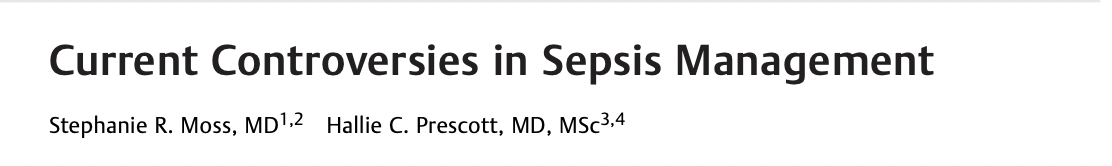 Current Controversies in Sepsis Management
Stephanie R. Moss, MD1,2 Hallie C. Prescott, MD, MSc3,4